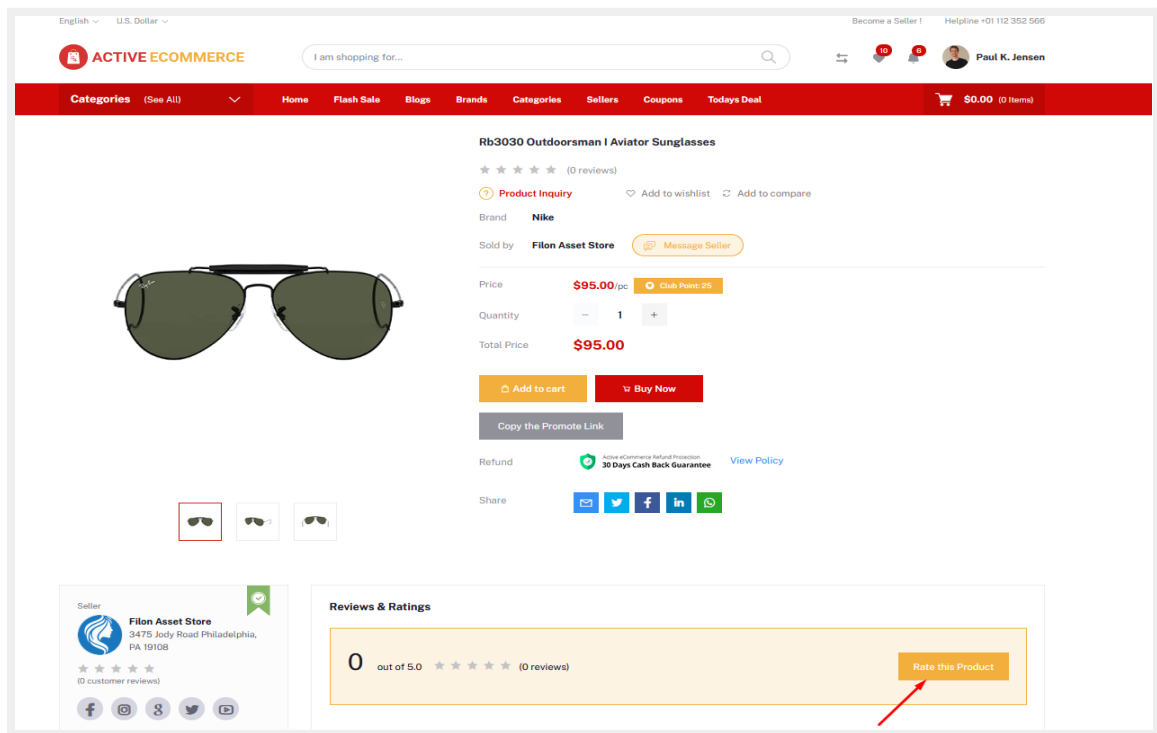 English U.S. Dollar Become a Seller ! Helpline +01 112 352 566
ACTIVE ECOMMERCE I am shopping for... 10 6 Paul K. Jensen
Categories (See All) Home Flash Sale Blogs Brands Categories Sellers Coupons Todays Deal $0.00 (0 Items)
Rb3030 Outdoorsman I Aviator Sunglasses
(0 reviews)
? Product Inquiry Add to wishlist Add to compare
Brand Nike
Sold by Filon Asset Store Message Seller
Price $95.00/pc Club Point: 25
Quantity − 1 +
Total Price $95.00
Add to cart Buy Now
Copy the Promote Link
Refund Active eCommerce Refund Protection
30 Days Cash Back Guarantee View Policy
Share
Ray-Ban
Seller
Filon Asset Store
3475 Jody Road Philadelphia,
PA 19108
(0 customer reviews)
Reviews & Ratings
0 out of 5.0 (0 reviews) Rate this Product